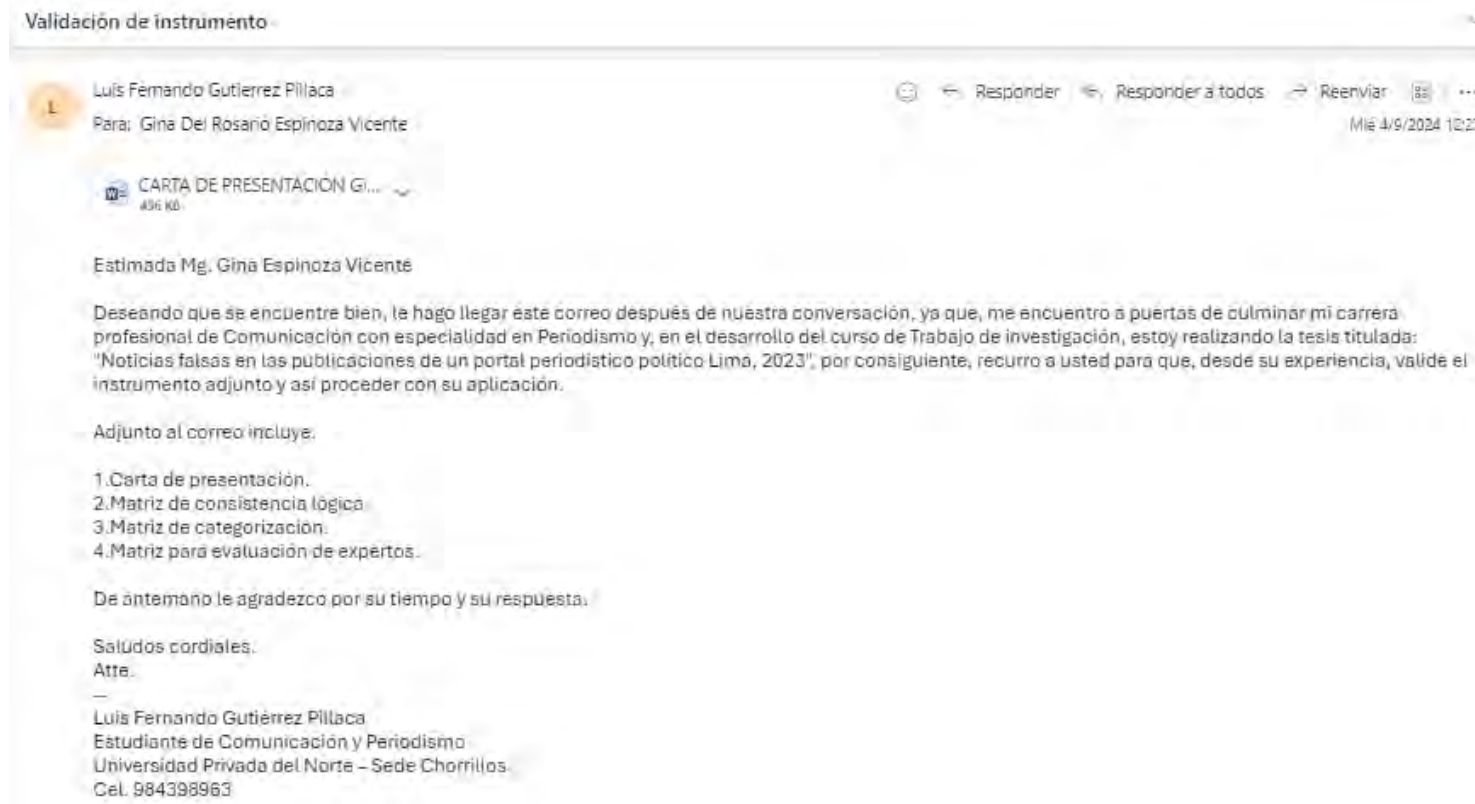 Validación de instrumento
L
Luis Fernando Gutierrez Pillaca
Responder
Responder a todos
Reenviar
Para: Gina Del Rosario Espinoza Vicente
Mié 4/9/2024
CARTA DE PRESENTACIÓN Gi...
Estimada Mg. Gina Espinoza Vicente
Deseando que se encuentre bien, le hago llegar este correo después de nuestra conversación, ya que, me encuentro a puertas de culminar mi carrera
profesional de Comunicación con especialidad en Periodismo y, en el desarrollo del curso de Trabajo de investigación, estoy realizando la tesis titulada:
"Noticias falsas en las publicaciones de un portal periodístico político Lima, 2023", por consiguiente, recurro a usted para que, desde su experiencia, valide el
instrumento adjunto y así proceder con su aplicación.
Adjunto al correo incluye.
1.Carta de presentación.
2.Matriz de consistencia lógica
3.Matriz de categorización.
4.Matriz para evaluación de expertos.
De antemano le agradezco por su tiempo y su respuesta.
Saludos cordiales.
Atte.
—
Luis Fernando Gutiérrez Pillaca
Estudiante de Comunicación y Periodismo
Universidad Privada del Norte – Sede Chorrillos
Cel. 984398963